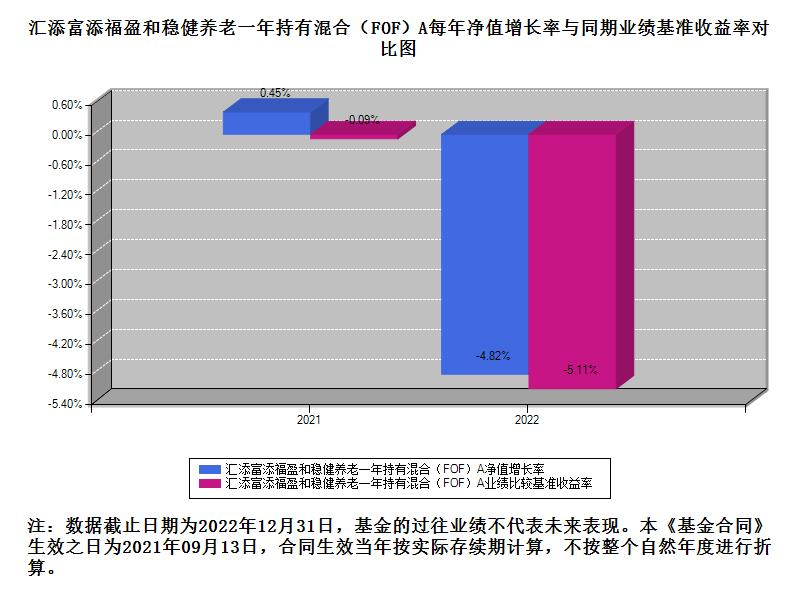 汇添富添福盈和稳健养老一年持有混合（FOF）A每年净值增长率与同期业绩基准收益率对
比图
0.60%
0.00%
-0.60%
-1.20%
-1.80%
-2.40%
-3.00%
-3.60%
-4.20%
-4.80%
-5.40%
0.45%
-0.09%
-4.82%
-5.11%
2021
2022
汇添富添福盈和稳健养老一年持有混合（FOF）A净值增长率
汇添富添福盈和稳健养老一年持有混合（FOF）A业绩比较基准收益率
注：数据截止日期为2022年12月31日，基金的过往业绩不代表未来表现。本《基金合同》
生效之日为2021年09月13日，合同生效当年按实际存续期计算，不按整个自然年度进行折
算。